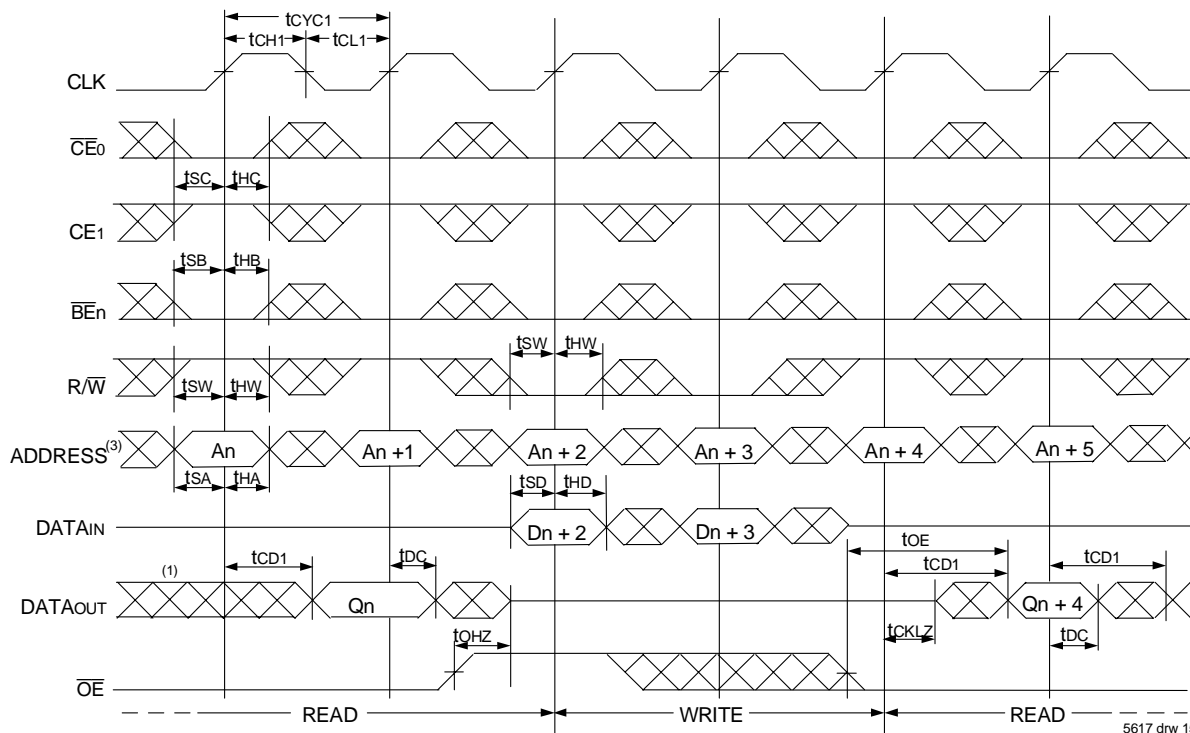 tCYC1
tCH1 tCL1
CLK
CE0
tSC tHC
CE1
tSB tHB
BEn
tSW tHW
R/W
tSW tHW
ADDRESS(3) An An +1 An + 2 An + 3 An + 4 An + 5
tSA tHA
tSD tHD
DATAIN Dn + 2 Dn + 3
tOE
tCD1 tDC tCD1 tCD1
(1)
DATAOUT Qn Qn + 4
tOHZ tCKLZ tDC
OE
READ WRITE READ
5617 drw